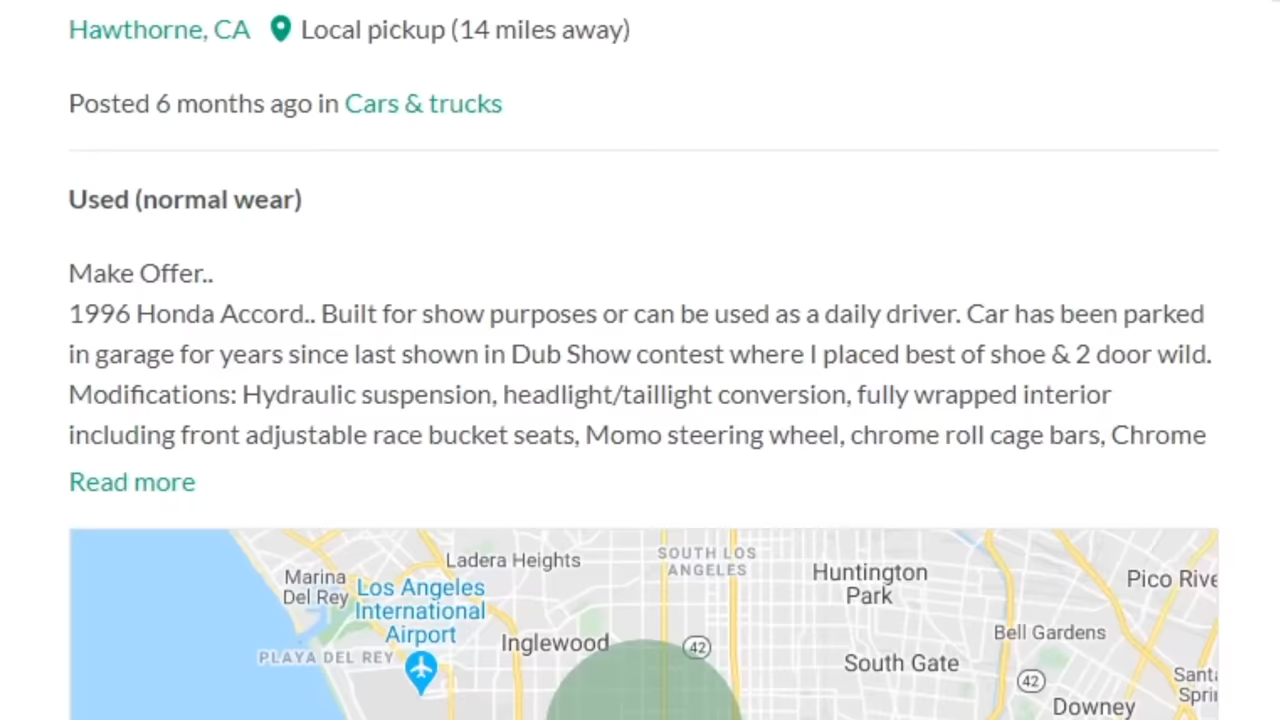 Hawthorne, CA Local pickup (14 miles away)
Posted 6 months ago in Cars & trucks
Used (normal wear)
Make Offer..
1996 Honda Accord.. Built for show purposes or can be used as a daily driver. Car has been parked
in garage for years since last shown in Dub Show contest where I placed best of shoe & 2 door wild.
Modifications: Hydraulic suspension, headlight/taillight conversion, fully wrapped interior
including front adjustable race bucket seats, Momo steering wheel, chrome roll cage bars, Chrome
Read more
Ladera Heights
SOUTH LOS
ANGELES
Marina
Del Rey
Los Angeles
International
Airport
Huntington
Park
Pico Rive
Inglewood
42
Bell Gardens
PLAYA DEL REY
South Gate
42
Santa
Sprin
Downey